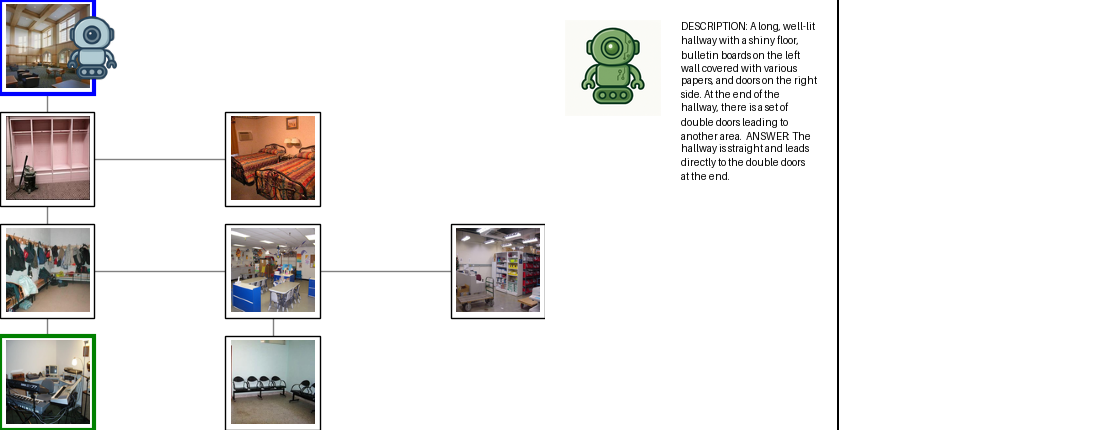 DESCRIPTION: A long, well-lit
hallway with a shiny floor,
bulletin boards on the left
wall covered with various
papers, and doors on the right
side. At the end of the
hallway, there is a set of
double doors leading to
another area. ANSWER: The
hallway is straight and leads
directly to the double doors
at the end.